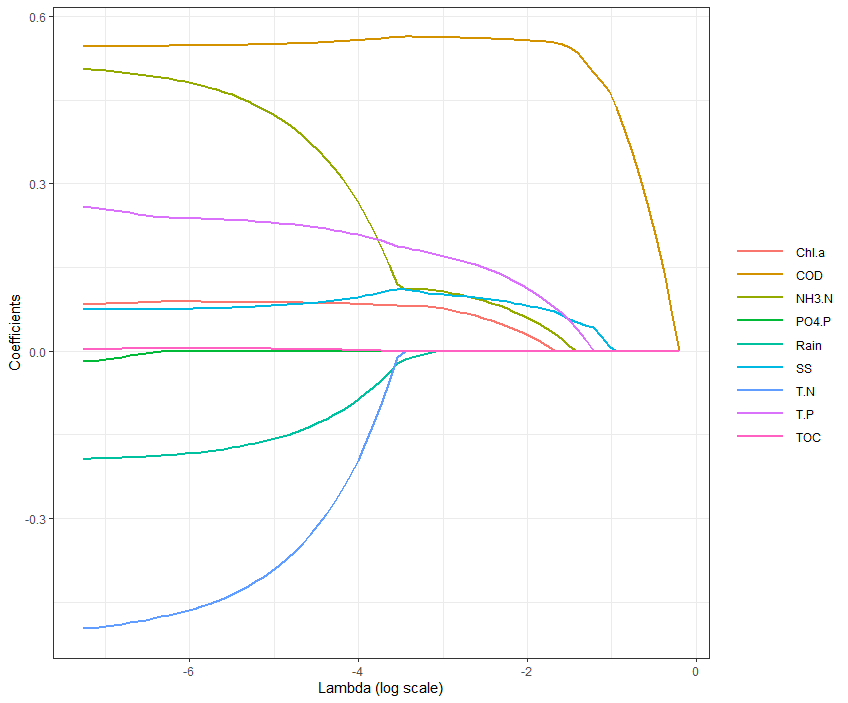 Coefficients
0.6
0.3
0.0
-0.3
-6
-4
-2
0
Lambda (log scale)
Chl.a
COD
NH3.N
PO4.P
Rain
SS
T.N
T.P
TOC